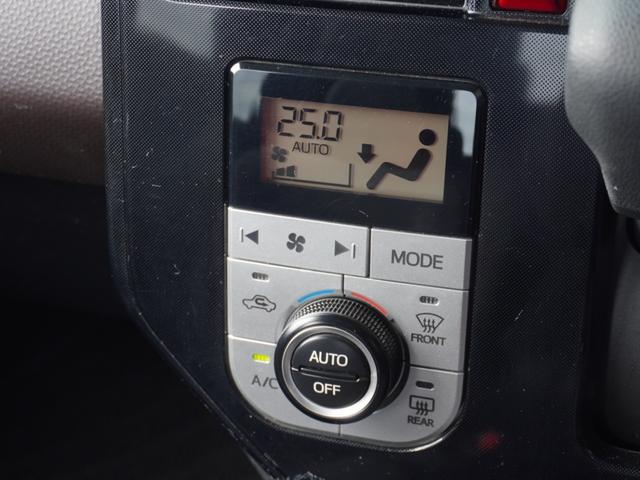 25.0
AUTO
MODE
FRONT
AUTO
OFF
A/C
REAR